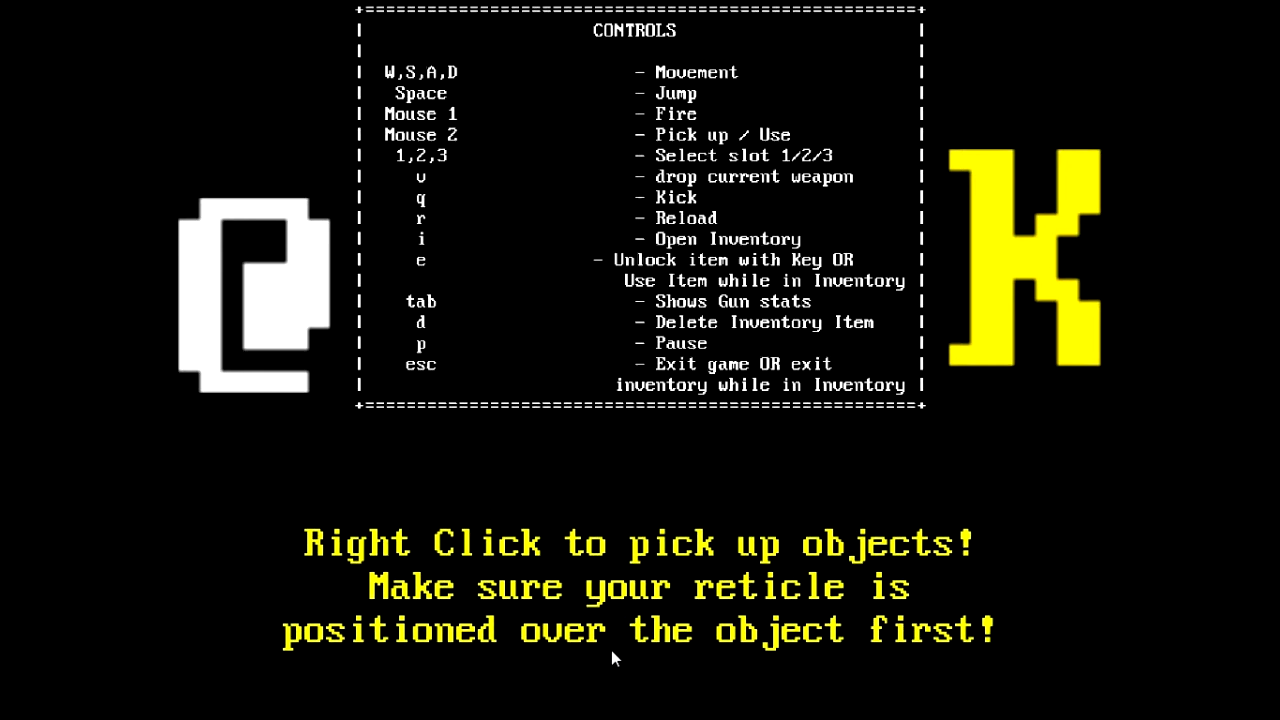 +=====================================================+
CONTROLS
W,S,A,D - Movement
Space - Jump
Mouse 1 - Fire
Mouse 2 - Pick up / Use
1,2,3 - Select slot 1/2/3
v - drop current weapon
q - Kick
r - Reload
i - Open Inventory
e - Unlock item with Key OR
Use Item while in Inventory
tab - Shows Gun stats
d - Delete Inventory Item
p - Pause
esc - Exit game OR exit
inventory while in Inventory
+=====================================================+
@ K
Right Click to pick up objects!
Make sure your reticle is
positioned over the object first!